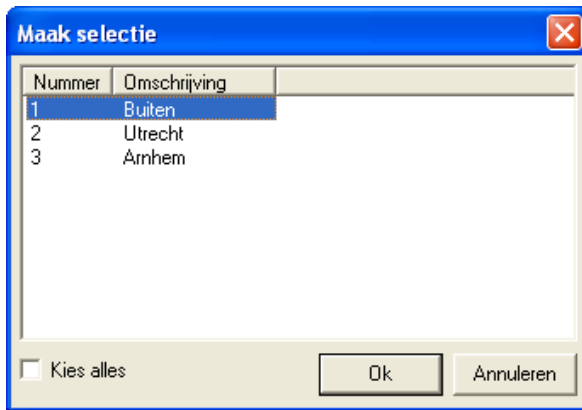 Maak selectie
Nummer Omschrijving
1 Buiten
2 Utrecht
3 Arnhem
Kies alles Ok Annuleren